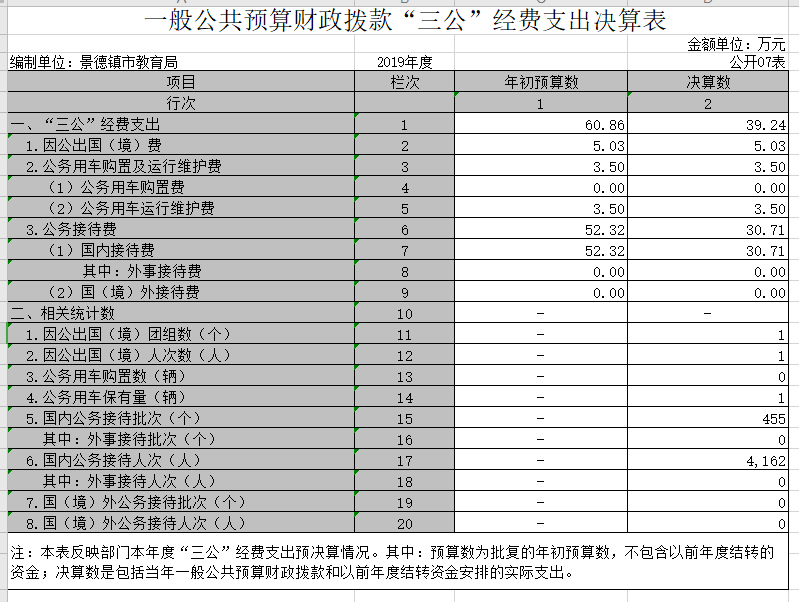 一般公共预算财政拨款“三公”经费支出决算表
金额单位：万元
编制单位：景德镇市教育局 2019年度 公开07表
项目 栏次 年初预算数 决算数
行次 1 2
一、“三公”经费支出 1 60.86 39.24
1.因公出国（境）费 2 5.03 5.03
2.公务用车购置及运行维护费 3 3.50 3.50
（1）公务用车购置费 4 0.00 0.00
（2）公务用车运行维护费 5 3.50 3.50
3.公务接待费 6 52.32 30.71
（1）国内接待费 7 52.32 30.71
其中：外事接待费 8 0.00 0.00
（2）国（境）外接待费 9 0.00 0.00
二、相关统计数 10 － －
1.因公出国（境）团组数（个） 11 － 1
2.因公出国（境）人次数（人） 12 － 1
3.公务用车购置数（辆） 13 － 0
4.公务用车保有量（辆） 14 － 1
5.国内公务接待批次（个） 15 － 455
其中：外事接待批次（个） 16 － 0
6.国内公务接待人次（人） 17 － 4,162
其中：外事接待人次（人） 18 － 0
7.国（境）外公务接待批次（个） 19 － 0
8.国（境）外公务接待人次（人） 20 － 0
注：本表反映部门本年度“三公”经费支出预决算情况。其中：预算数为批复的年初预算数，不包含以前年度结转的
资金；决算数是包括当年一般公共预算财政拨款和以前年度结转资金安排的实际支出。